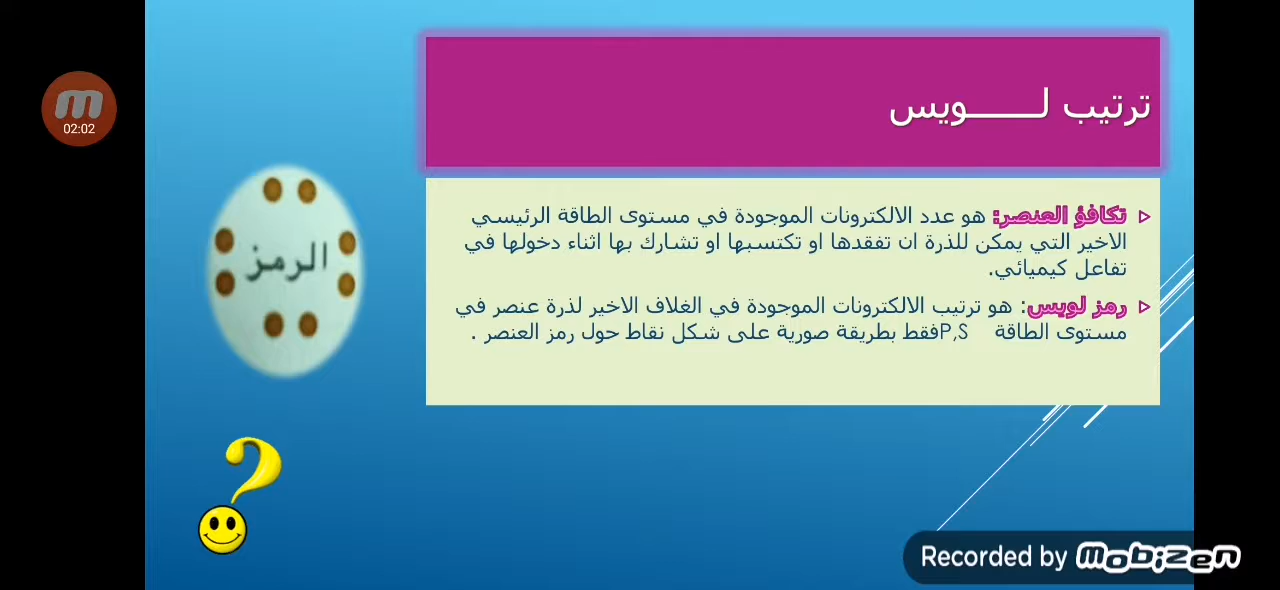 ترتيب لـــــــويس
02:02
تكافؤ العنصر: هو عدد الالكترونات الموجودة في مستوى الطاقة الرئيسي
الاخير التي يمكن للذرة ان تفقدها او تكتسبها او تشارك بها اثناء دخولها في
تفاعل كيميائي.
رمز لويس: هو ترتيب الالكترونات الموجودة في الغلاف الاخير لذرة عنصر في
مستوى الطاقة P,S فقط بطريقة صورية على شكل نقاط حول رمز العنصر .
الرمز
?
Recorded by mobizen